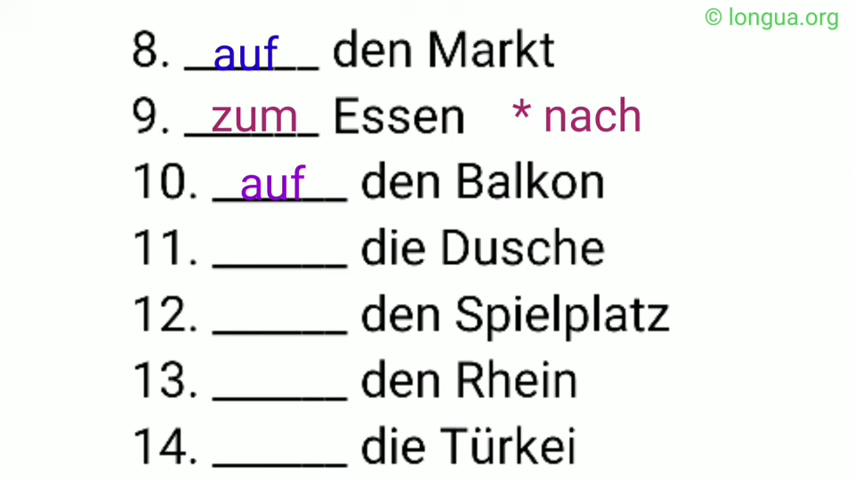 © longua.org
8. auf den Markt
9. zum Essen * nach
10. auf den Balkon
11. ______ die Dusche
12. ______ den Spielplatz
13. ______ den Rhein
14. ______ die Türkei